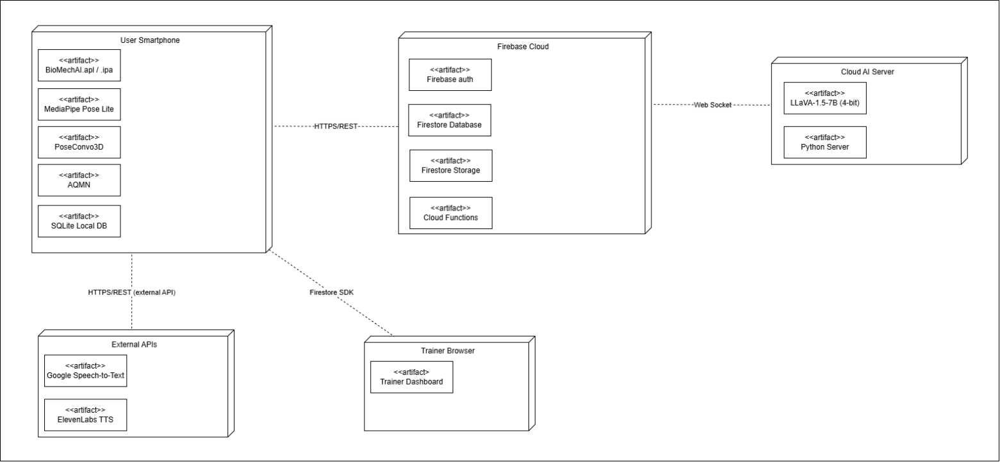 User Smartphone
<<artifact>>
BioMechAI.apl / .ipa
<<artifact>>
MediaPipe Pose Lite
<<artifact>>
PoseConvo3D
<<artifact>>
AQMN
<<artifact>>
SQLite Local DB
HTTPS/REST
Firebase Cloud
<<artifact>>
Firebase auth
<<artifact>>
Firestore Database
<<artifact>>
Firestore Storage
<<artifact>>
Cloud Functions
Web Socket
Cloud AI Server
<<artifact>>
LLaVA-1.5-7B (4-bit)
<<artifact>>
Python Server
HTTPS/REST (external API)
Firestore SDK
External APIs
<<artifact>>
Google Speech-to-Text
<<artifact>>
ElevenLabs TTS
Trainer Browser
<<artifact>
Trainer Dashboard